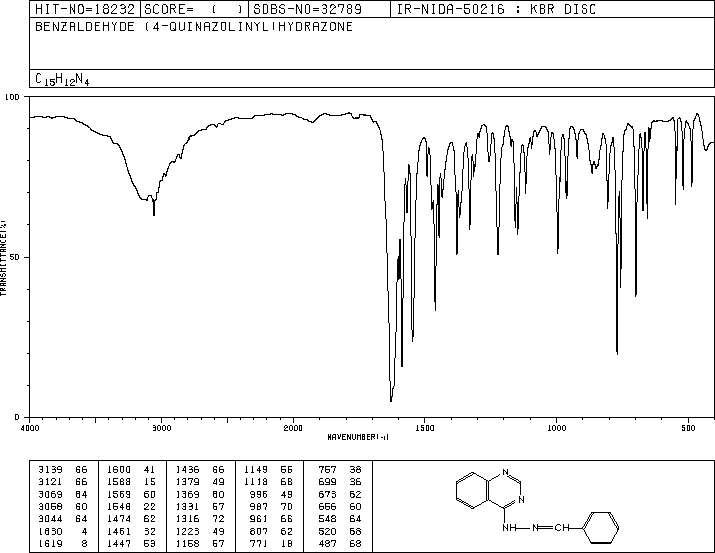 HIT-NO=18232 SCORE= ( ) SDBS-NO=32789 IR-NIDA-50216 : KBR DISC
BENZALDEHYDE (4-QUINAZOLINYL)HYDRAZONE
C15H12N4
100
50
0
TRANSMITTANCE(%)
4000 3000 2000 1500 1000 500
WAVENUMBER(-1)
3139 66 1600 41 1436 66 1149 55 757 38
3121 66 1588 15 1379 49 1118 68 699 36
3069 64 1569 60 1369 60 996 49 673 62
3058 60 1548 22 1331 57 987 70 656 60
3044 64 1474 62 1316 72 961 66 548 64
1630 4 1461 32 1223 49 807 62 520 68
1619 8 1447 53 1158 57 771 18 487 68
N
N
NH N CH